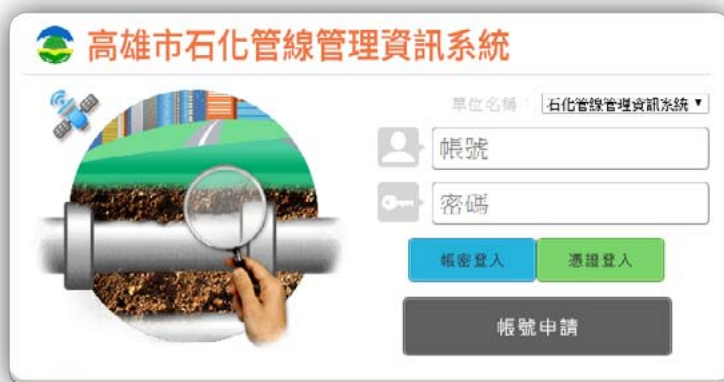 高雄市石化管線管理資訊系統
單位名稱： 石化管線管理資訊系統
帳號
密碼
帳密登入 憑證登入
帳號申請